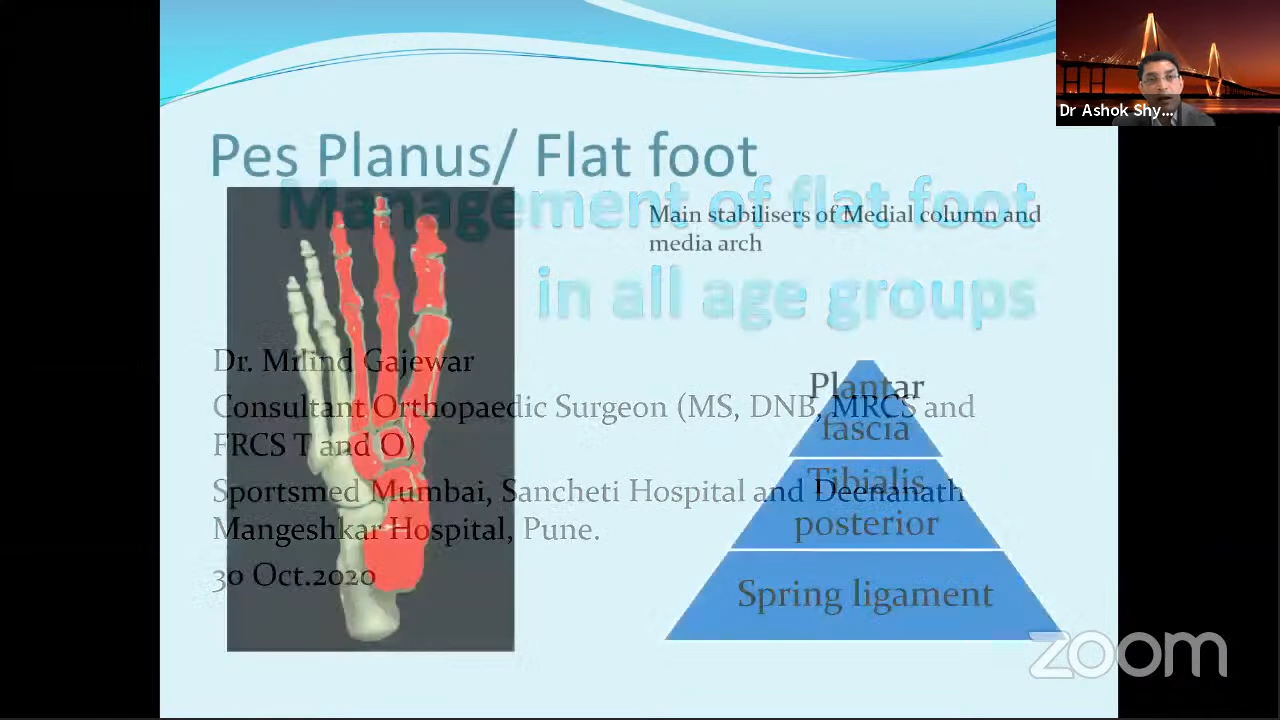 Dr Ashok Shy...
Pes Planus/ Flat foot
Management of flat foot
in all age groups
Main stabilisers of Medial column and
media arch
Dr. Milind Gajewar
Consultant Orthopaedic Surgeon (MS, DNB, MRCS and
FRCS T and O)
Sportsmed Mumbai, Sancheti Hospital and Deenanath
Mangeshkar Hospital, Pune.
30 Oct.2020
Plantar
fascia
Tibialis
posterior
Spring ligament
zoom